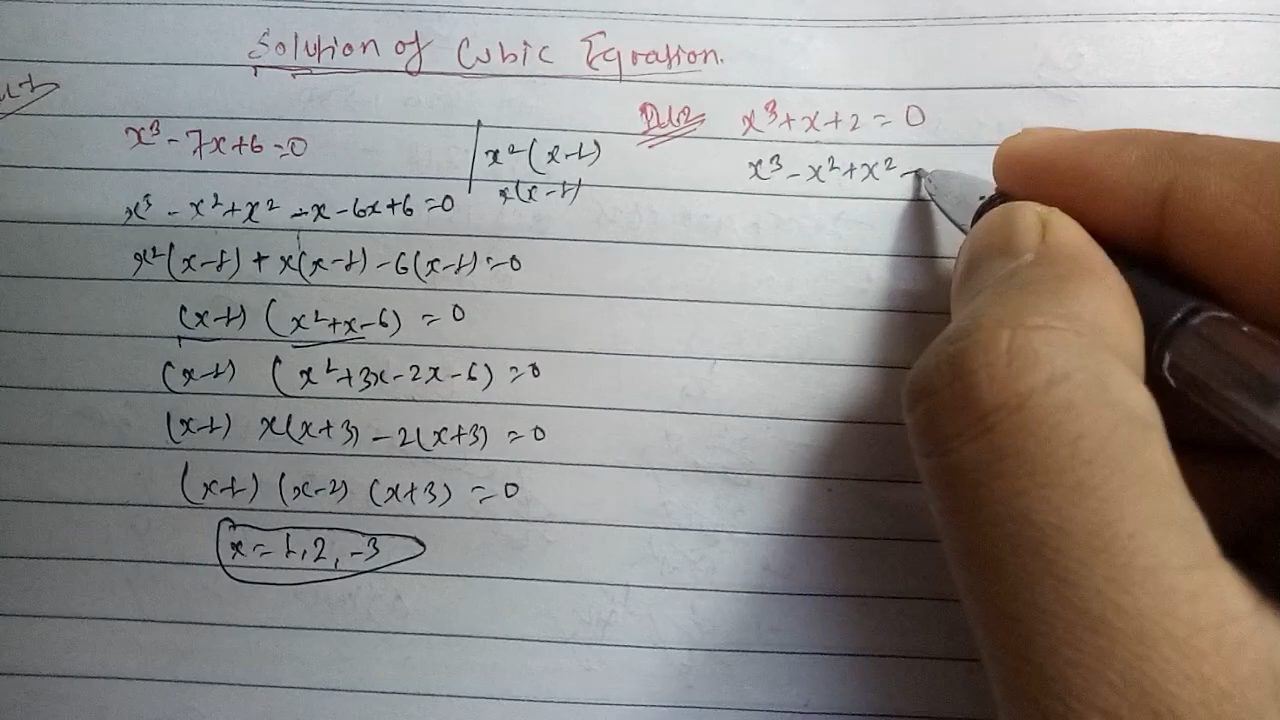 Solution of Cubic Eqration.
x³ - 7x + 6 = 0
x³ - x² + x² - x - 6x + 6 = 0
x²(x-1) + x(x-1) - 6(x-1) = 0
(x-1) (x² + x - 6) = 0
(x-1) (x² + 3x - 2x - 6) = 0
(x-1) x(x+3) - 2(x+3) = 0
(x-1) (x-2) (x+3) = 0
x = 1, 2, -3
x²(x-1)
x(x-1)
x³ + x + 2 = 0
x³ - x² + x² -